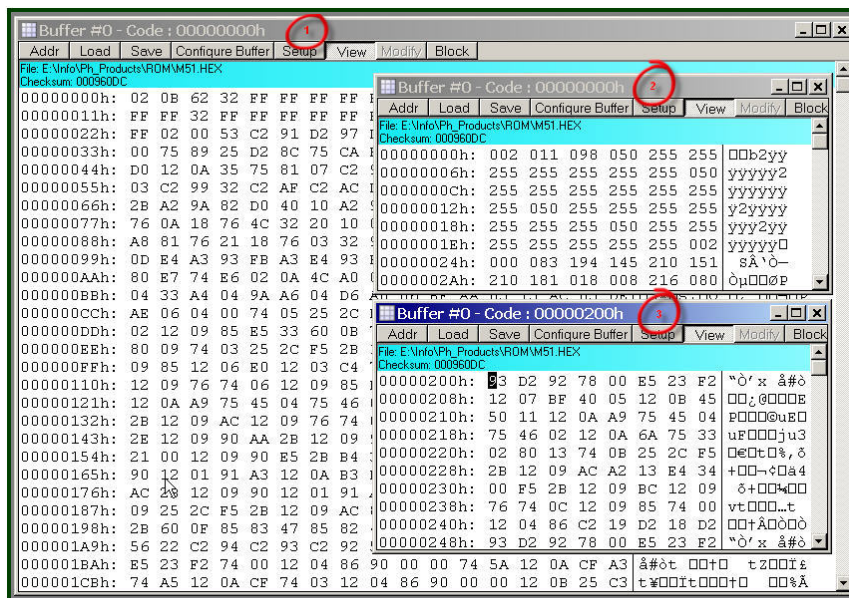 Buffer #0 - Code : 00000000h
1
Addr Load Save Configure Buffer Setup View Modify Block
File: E:\Info\Ph_Products\ROM\M51.HEX
Checksum: 000960DC
00000000h: 02 0B 62 32 FF FF FF FF
00000011h: FF FF 32 FF FF FF FF FF
00000022h: FF 02 00 53 C2 91 D2 97
00000033h: 00 75 89 25 D2 8C 75 CA
00000044h: D0 12 0A 35 75 81 07 C2
00000055h: 03 C2 99 32 C2 AF C2 AC
00000066h: 2B A2 9A 82 D0 40 10 A2
00000077h: 76 0A 18 76 4C 32 20 10
00000088h: A8 81 76 21 18 76 03 32
00000099h: 0D E4 A3 93 FB A3 E4 93
000000AAh: 80 E7 74 E6 02 0A 4C A0
000000BBh: 04 33 A4 04 9A A6 04 D6
000000CCh: AE 06 04 00 74 05 25 2C
000000DDh: 02 12 09 85 E5 33 60 0B
000000EEh: 80 09 74 03 25 2C F5 2B
000000FFh: 09 85 12 06 E0 12 03 C4
00000110h: 12 09 76 74 06 12 09 85
00000121h: 12 0A A9 75 45 04 75 46
00000132h: 2B 12 09 AC 12 09 76 74
00000143h: 2E 12 09 90 AA 2B 12 09
00000154h: 21 00 12 09 90 E5 2B B4
00000165h: 90 12 01 91 A3 12 0A B3
00000176h: AC 12 09 90 12 01 91
00000187h: 09 25 2C F5 2B 12 09 AC
00000198h: 2B 60 0F 85 83 47 85 82
000001A9h: 56 22 C2 94 C2 93 C2 92
000001BAh: E5 23 F2 74 00 12 04 86 90 00 00 74 5A 12 0A CF A3 å#òt □□†□ tZ□□Ï£
000001CBh: 74 A5 12 0A CF 74 03 12 04 86 90 00 00 12 0B 25 C3 t¥□□Ït□□□†□ □□%Ã
Buffer #0 - Code : 00000000h
2
Addr Load Save Configure Buffer Setup View Modify Block
File: E:\Info\Ph_Products\ROM\M51.HEX
Checksum: 000960DC
00000000h: 002 011 098 050 255 255 □□b2ÿÿ
00000006h: 255 255 255 255 255 050 ÿÿÿÿÿ2
0000000Ch: 255 255 255 255 255 255 ÿÿÿÿÿÿ
00000012h: 255 050 255 255 255 255 ÿ2ÿÿÿÿ
00000018h: 255 255 255 050 255 255 ÿÿÿ2ÿÿ
0000001Eh: 255 255 255 255 255 002 ÿÿÿÿÿ□
00000024h: 000 083 194 145 210 151 SÂ‘Ò—
0000002Ah: 210 181 018 008 216 080 Òµ□□ØP
Buffer #0 - Code : 00000200h
3
Addr Load Save Configure Buffer Setup View Modify Block
File: E:\Info\Ph_Products\ROM\M51.HEX
Checksum: 000960DC
00000200h: 93 D2 92 78 00 E5 23 F2 “Ò’x å#ò
00000208h: 12 07 BF 40 05 12 0B 45 □□¿@□□□E
00000210h: 50 11 12 0A A9 75 45 04 P□□□©uE□
00000218h: 75 46 02 12 0A 6A 75 33 uF□□□ju3
00000220h: 02 80 13 74 0B 25 2C F5 □€□t□%,õ
00000228h: 2B 12 09 AC A2 13 E4 34 +□□¬¢□ä4
00000230h: 00 F5 2B 12 09 BC 12 09 õ+□□¼□□
00000238h: 76 74 0C 12 09 85 74 00 vt□□□…t
00000240h: 12 04 86 C2 19 D2 18 D2 □□†Â□Ò□Ò
00000248h: 93 D2 92 78 00 E5 23 F2 “Ò’x å#ò